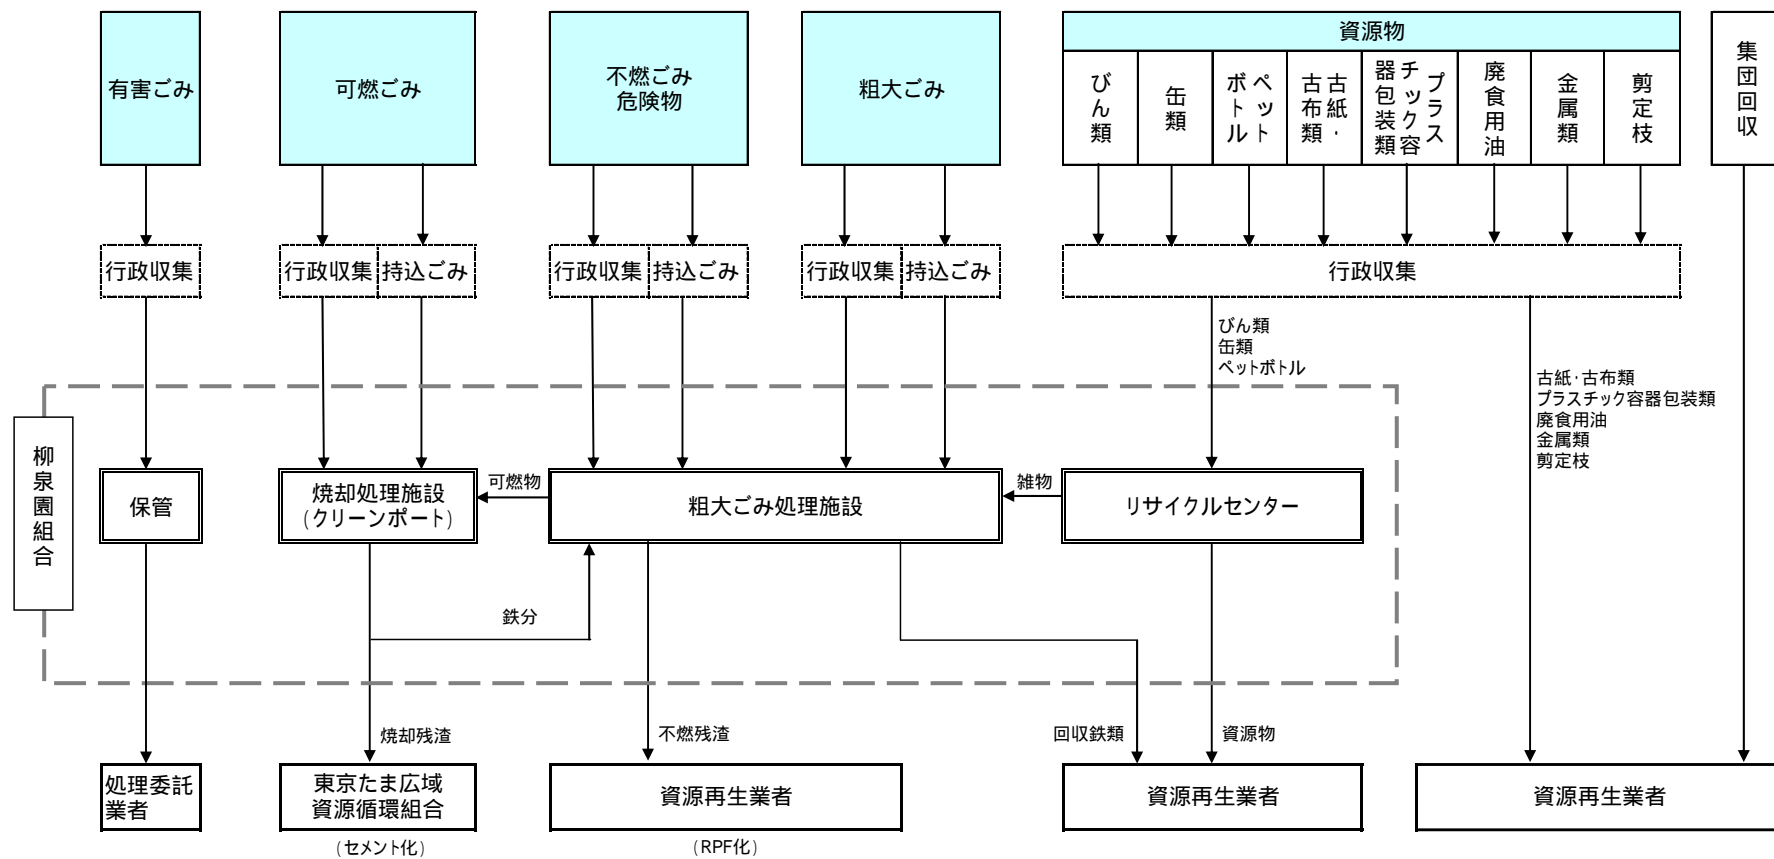 有害ごみ
可燃ごみ
不燃ごみ
危険物
粗大ごみ
資源物
びん類
缶類
ペット
ボトル
古紙・
古布類
プラス
チック容
器包装類
廃食用油
金属類
剪定枝
集団回収
行政収集
行政収集
持込ごみ
行政収集
持込ごみ
行政収集
持込ごみ
行政収集
びん類
缶類
ペットボトル
古紙・古布類
プラスチック容器包装類
廃食用油
金属類
剪定枝
柳泉園組合
保管
焼却処理施設
(クリーンポート)
可燃物
粗大ごみ処理施設
雑物
リサイクルセンター
鉄分
焼却残渣
不燃残渣
回収鉄類
資源物
処理委託
業者
東京たま広域
資源循環組合
(セメント化)
資源再生業者
(RPF化)
資源再生業者
資源再生業者